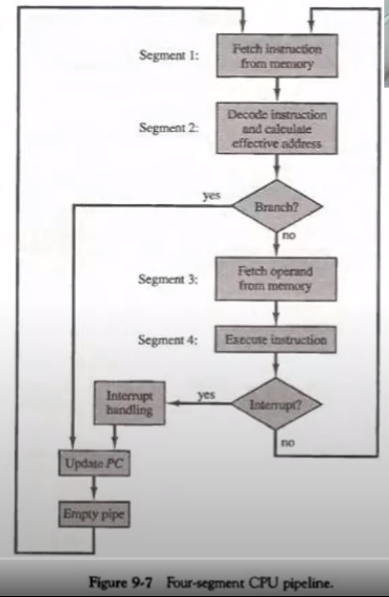 Segment 1:
Fetch instruction
from memory
Segment 2:
Decode instruction
and calculate
effective address
yes
Branch?
no
Segment 3:
Fetch operand
from memory
Segment 4:
Execute instruction
Interrupt
handling
yes
Interrupt?
no
Update PC
Empty pipe
Figure 9-7 Four-segment CPU pipeline.